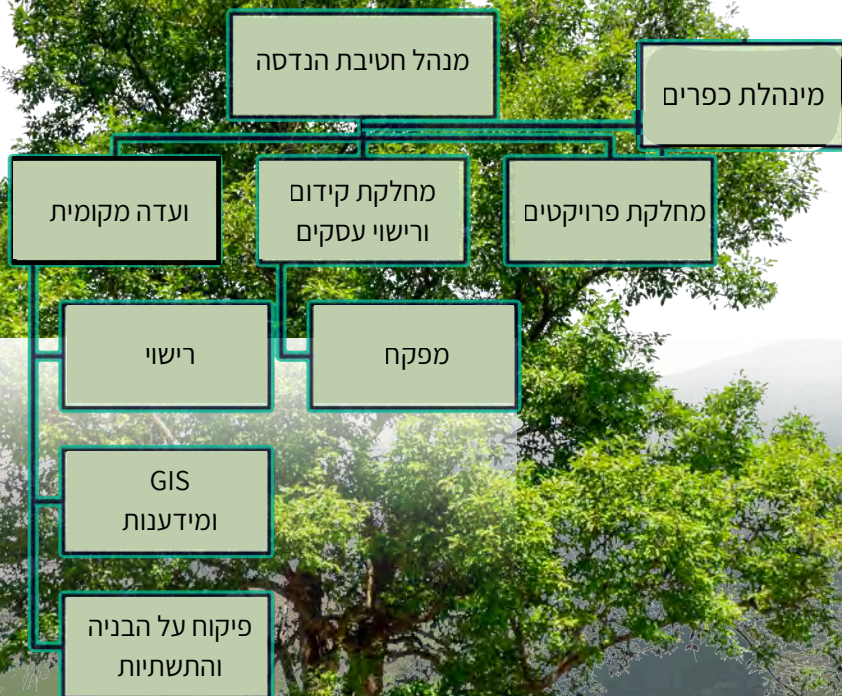 מנהל חטיבת הנדסה
מינהלת כפרים
מחלקת פרויקטים
מחלקת קידום
ורישוי עסקים
ועדה מקומית
מפקח
רישוי
GIS
ומידענות
פיקוח על הבניה
והתשתיות